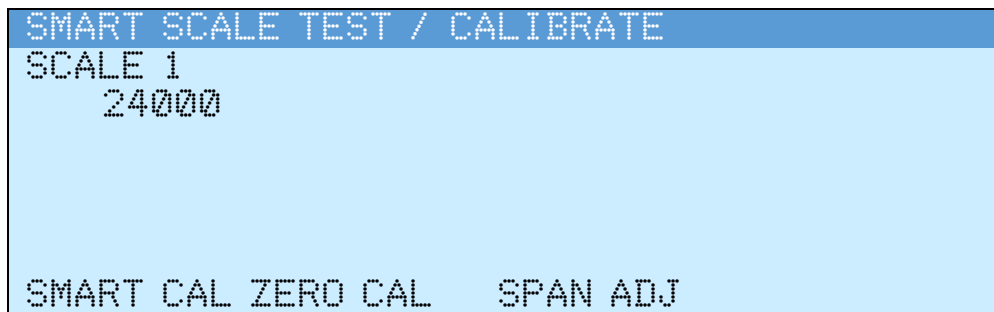 SMART SCALE TEST / CALIBRATE
SCALE 1
24000
SMART CAL ZERO CAL SPAN ADJ